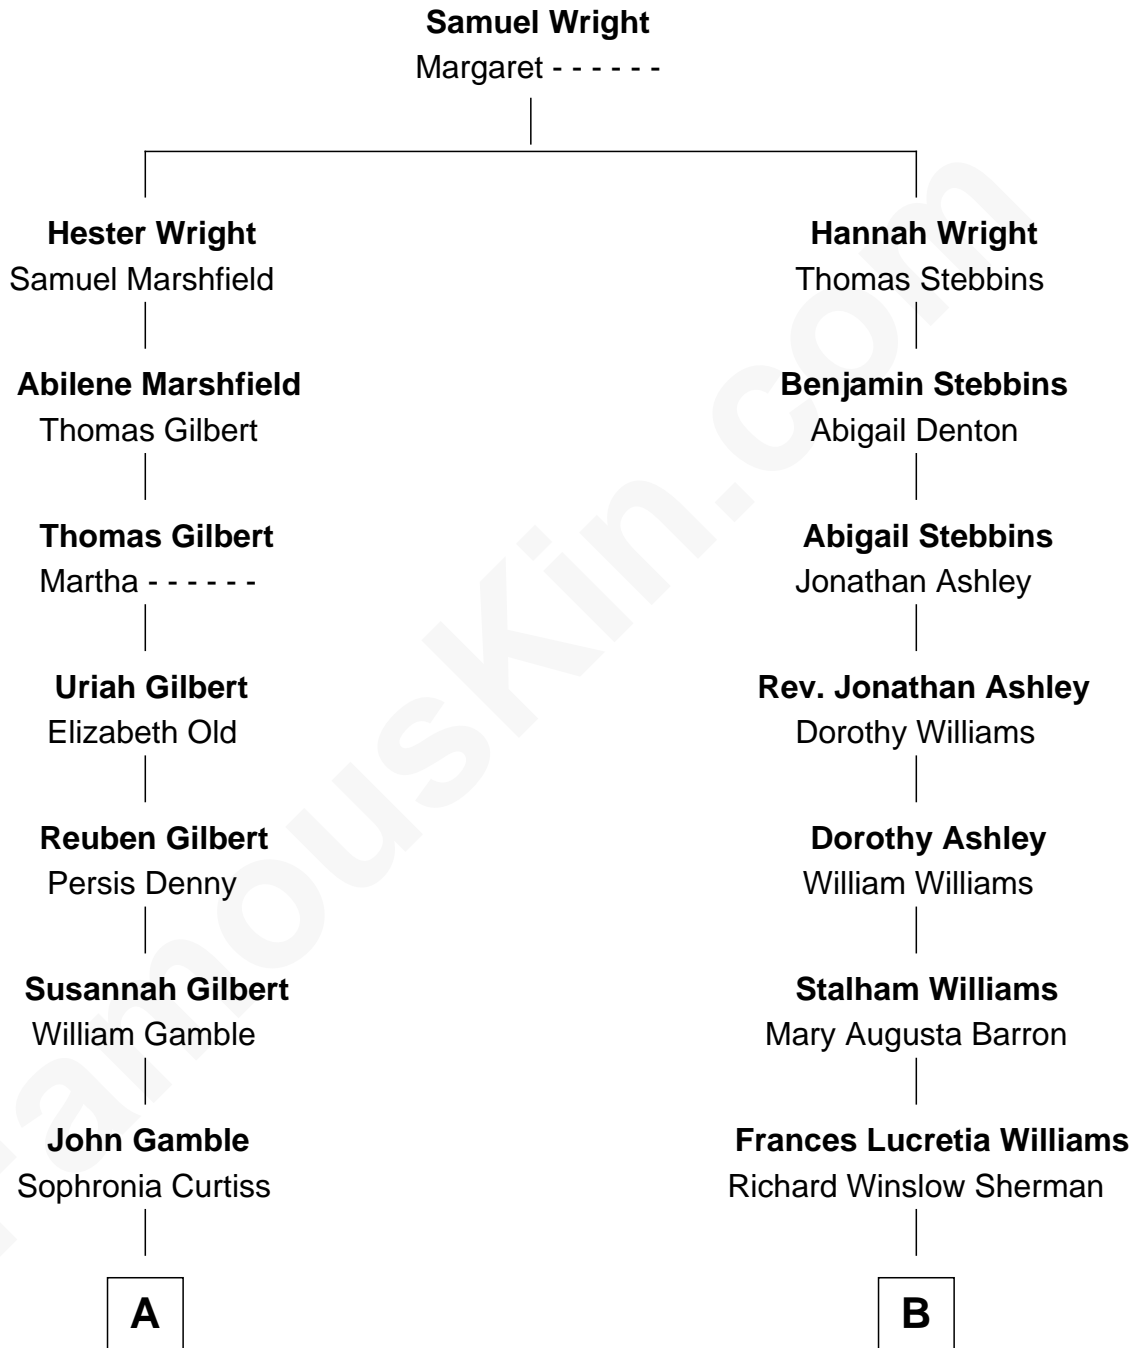 Samuel Wright
Margaret - - - - - -
Hester Wright
Samuel Marshfield
Abilene Marshfield
Thomas Gilbert
Thomas Gilbert
Martha - - - - - -
Uriah Gilbert
Elizabeth Old
Reuben Gilbert
Persis Denny
Susannah Gilbert
William Gamble
John Gamble
Sophronia Curtiss
A
Hannah Wright
Thomas Stebbins
Benjamin Stebbins
Abigail Denton
Abigail Stebbins
Jonathan Ashley
Rev. Jonathan Ashley
Dorothy Williams
Dorothy Ashley
William Williams
Stalham Williams
Mary Augusta Barron
Frances Lucretia Williams
Richard Winslow Sherman
B
FamousKin.com